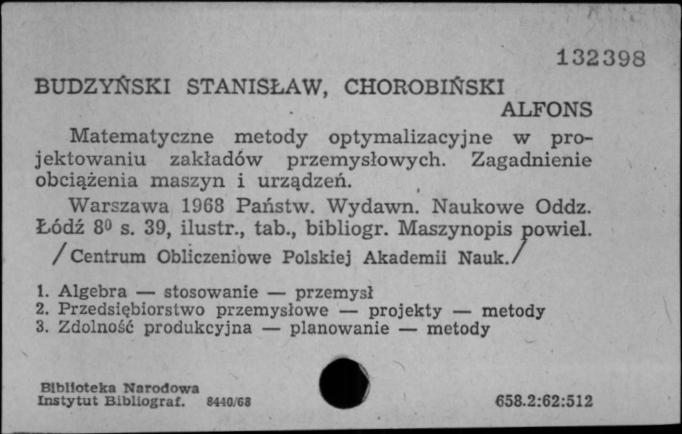 132398
BUDZYŃSKI STANISŁAW, CHOROBIŃSKI
ALFONS
Matematyczne metody optymalizacyjne w pro-
jektowaniu zakładów przemysłowych. Zagadnienie
obciążenia maszyn i urządzeń.
Warszawa 1968 Państw. Wydawn. Naukowe Oddz.
Łódź 8⁰ s. 39, ilustr., tab., bibliogr. Maszynopis powiel.
/Centrum Obliczeniowe Polskiej Akademii Nauk./
1. Algebra — stosowanie — przemysł
2. Przedsiębiorstwo przemysłowe — projekty — metody
3. Zdolność produkcyjna — planowanie — metody
Biblioteka Narodowa
Instytut Bibliograf. 8440/68
658.2:62:512